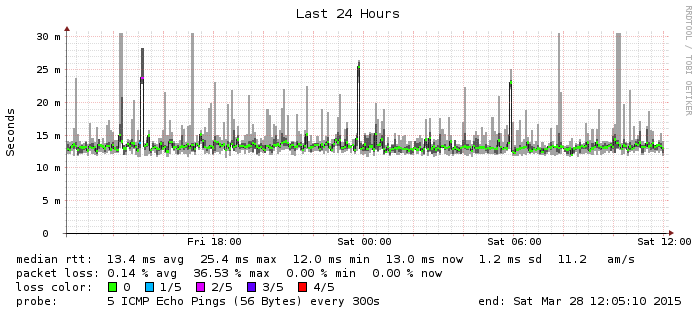 Last 24 Hours
RRDTOOL / TOBI OETIKER
Seconds
30 m
25 m
20 m
15 m
10 m
5 m
0
Fri 18:00 Sat 00:00 Sat 06:00 Sat 12:00
median rtt: 13.4 ms avg 25.4 ms max 12.0 ms min 13.0 ms now 1.2 ms sd 11.2 am/s
packet loss: 0.14 % avg 36.53 % max 0.00 % min 0.00 % now
loss color: 0 1/5 2/5 3/5 4/5
probe: 5 ICMP Echo Pings (56 Bytes) every 300s end: Sat Mar 28 12:05:10 2015